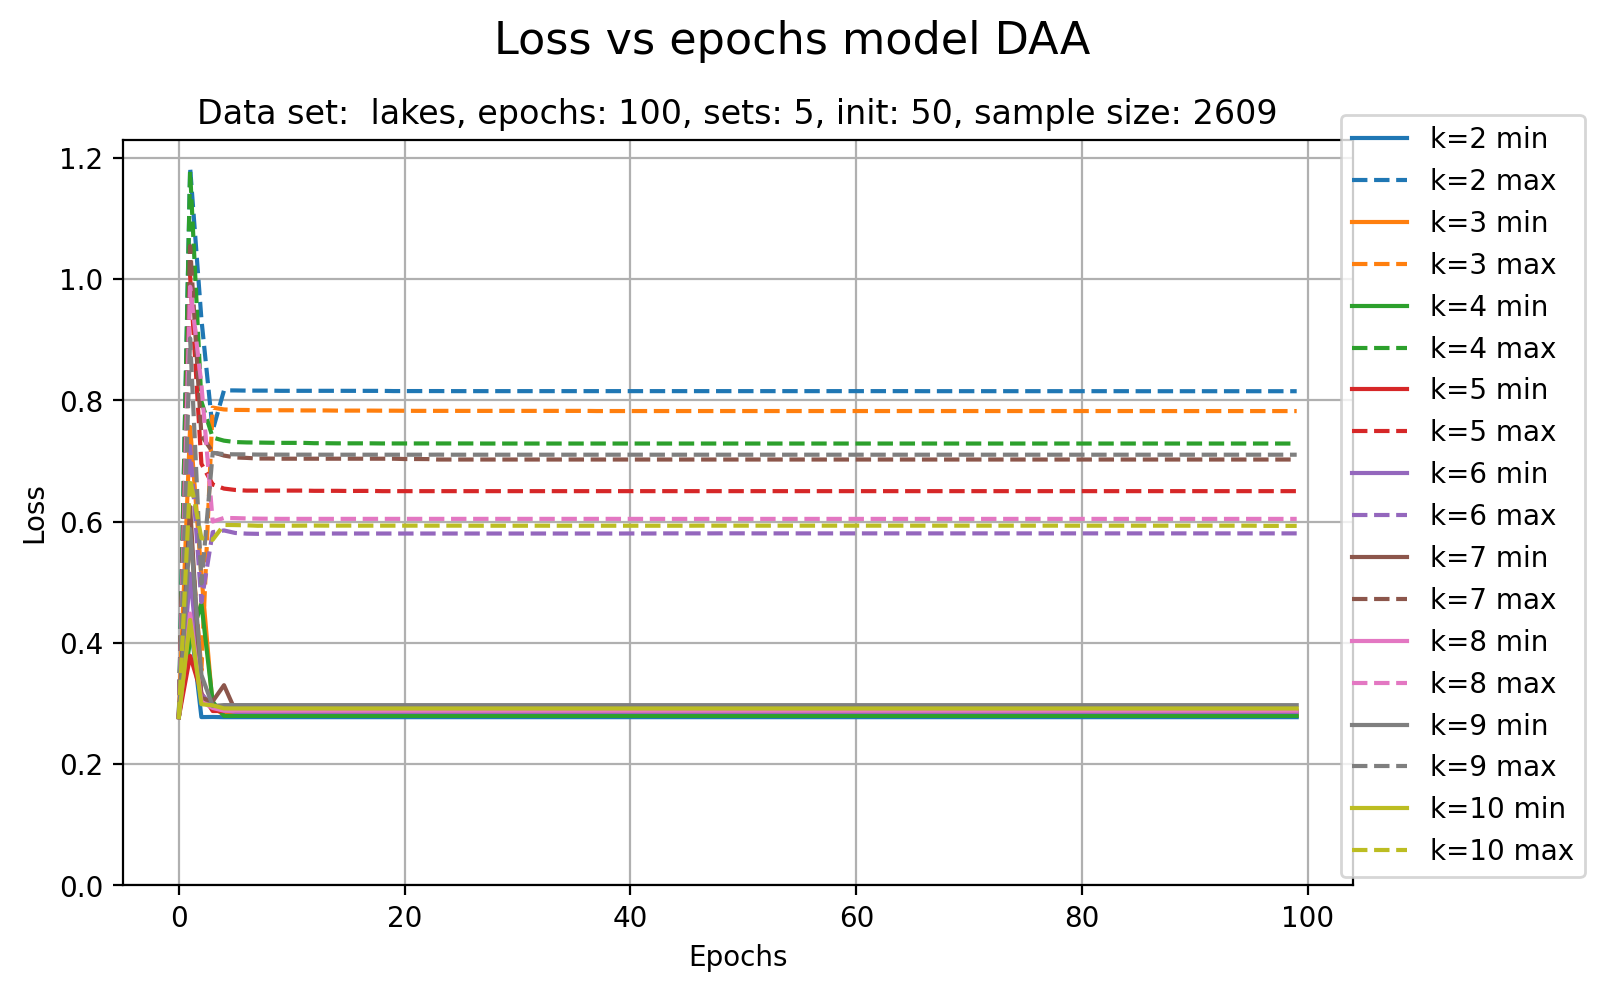 Loss vs epochs model DAA
Data set:  lakes, epochs: 100, sets: 5, init: 50, sample size: 2609
1.2
1.0
0.8
0.6
0.4
0.2
0.0
Loss
0 20 40 60 80 100
Epochs
k=2 min
k=2 max
k=3 min
k=3 max
k=4 min
k=4 max
k=5 min
k=5 max
k=6 min
k=6 max
k=7 min
k=7 max
k=8 min
k=8 max
k=9 min
k=9 max
k=10 min
k=10 max